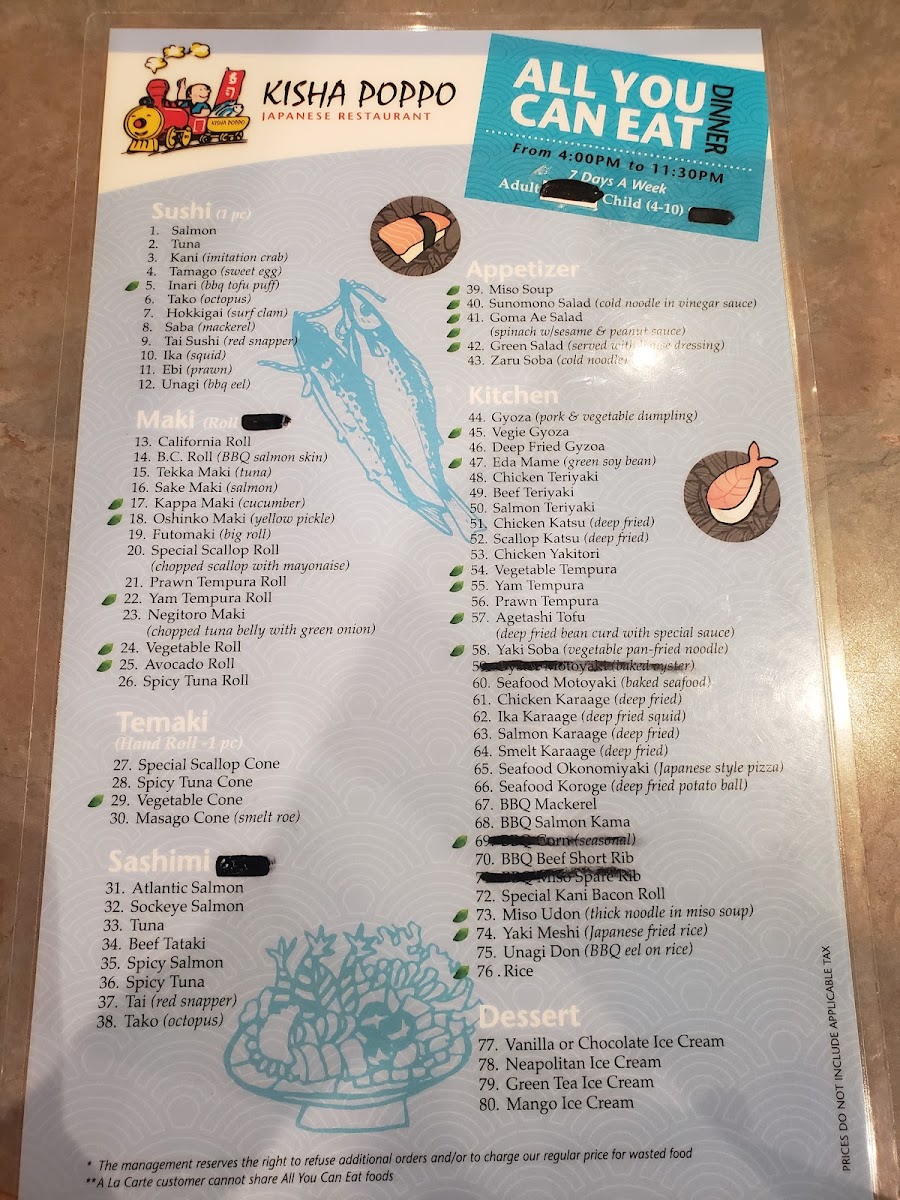 KISHA POPPO
JAPANESE RESTAURANT
KISHA POPPO
ALL YOU
CAN EAT
DINNER
From 4:00PM to 11:30PM
7 Days A Week
Adult Child (4-10)
Sushi (1 pc)
1. Salmon
2. Tuna
3. Kani (imitation crab)
4. Tamago (sweet egg)
5. Inari (bbq tofu puff)
6. Tako (octopus)
7. Hokkigai (surf clam)
8. Saba (mackerel)
9. Tai Sushi (red snapper)
10. Ika (squid)
11. Ebi (prawn)
12. Unagi (bbq eel)
Maki (Roll
13. California Roll
14. B.C. Roll (BBQ salmon skin)
15. Tekka Maki (tuna)
16. Sake Maki (salmon)
17. Kappa Maki (cucumber)
18. Oshinko Maki (yellow pickle)
19. Futomaki (big roll)
20. Special Scallop Roll
(chopped scallop with mayonaise)
21. Prawn Tempura Roll
22. Yam Tempura Roll
23. Negitoro Maki
(chopped tuna belly with green onion)
24. Vegetable Roll
25. Avocado Roll
26. Spicy Tuna Roll
Temaki
(Hand Roll -1 pc)
27. Special Scallop Cone
28. Spicy Tuna Cone
29. Vegetable Cone
30. Masago Cone (smelt roe)
Sashimi
31. Atlantic Salmon
32. Sockeye Salmon
33. Tuna
34. Beef Tataki
35. Spicy Salmon
36. Spicy Tuna
37. Tai (red snapper)
38. Tako (octopus)
Appetizer
39. Miso Soup
40. Sunomono Salad (cold noodle in vinegar sauce)
41. Goma Ae Salad
(spinach w/sesame & peanut sauce)
42. Green Salad (served with house dressing)
43. Zaru Soba (cold noodle)
Kitchen
44. Gyoza (pork & vegetable dumpling)
45. Vegie Gyoza
46. Deep Fried Gyzoa
47. Eda Mame (green soy bean)
48. Chicken Teriyaki
49. Beef Teriyaki
50. Salmon Teriyaki
51. Chicken Katsu (deep fried)
52. Scallop Katsu (deep fried)
53. Chicken Yakitori
54. Vegetable Tempura
55. Yam Tempura
56. Prawn Tempura
57. Agetashi Tofu
(deep fried bean curd with special sauce)
58. Yaki Soba (vegetable pan-fried noodle)
59. Oyster Motoyaki (baked oyster)
60. Seafood Motoyaki (baked seafood)
61. Chicken Karaage (deep fried)
62. Ika Karaage (deep fried squid)
63. Salmon Karaage (deep fried)
64. Smelt Karaage (deep fried)
65. Seafood Okonomiyaki (Japanese style pizza)
66. Seafood Koroge (deep fried potato ball)
67. BBQ Mackerel
68. BBQ Salmon Kama
69. BBQ Corn (seasonal)
70. BBQ Beef Short Rib
71. BBQ Miso Spare Rib
72. Special Kani Bacon Roll
73. Miso Udon (thick noodle in miso soup)
74. Yaki Meshi (Japanese fried rice)
75. Unagi Don (BBQ eel on rice)
76 . Rice
Dessert
77. Vanilla or Chocolate Ice Cream
78. Neapolitan Ice Cream
79. Green Tea Ice Cream
80. Mango Ice Cream
PRICES DO NOT INCLUDE APPLICABLE TAX
* The management reserves the right to refuse additional orders and/or to charge our regular price for wasted food
**A La Carte customer cannot share All You Can Eat foods